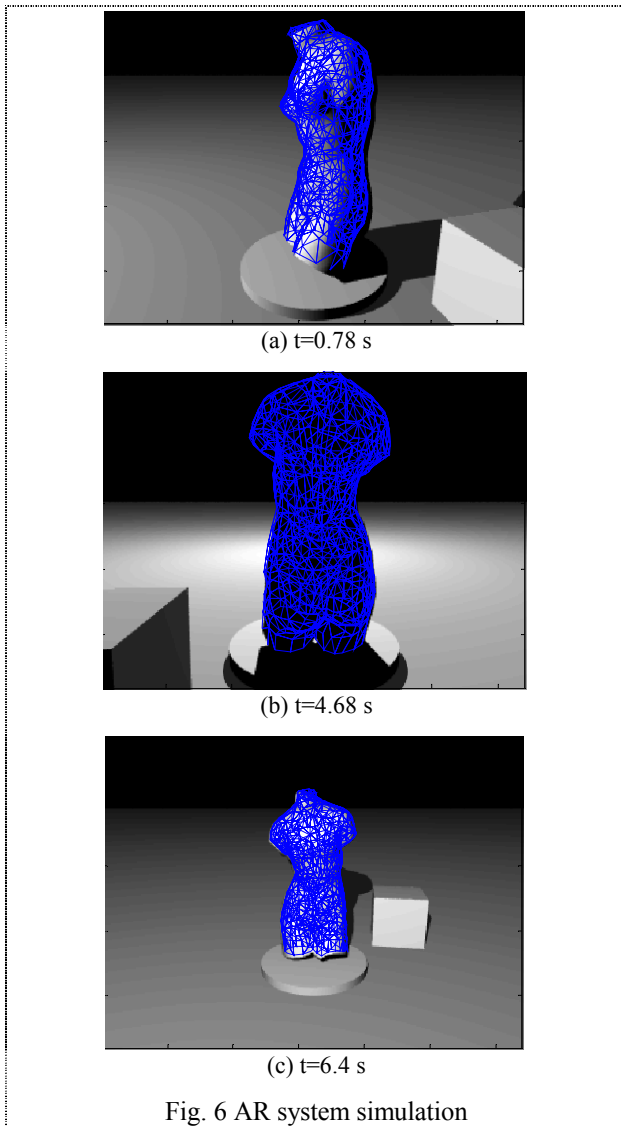 (a) t=0.78 s
(b) t=4.68 s
(c) t=6.4 s
Fig. 6 AR system simulation